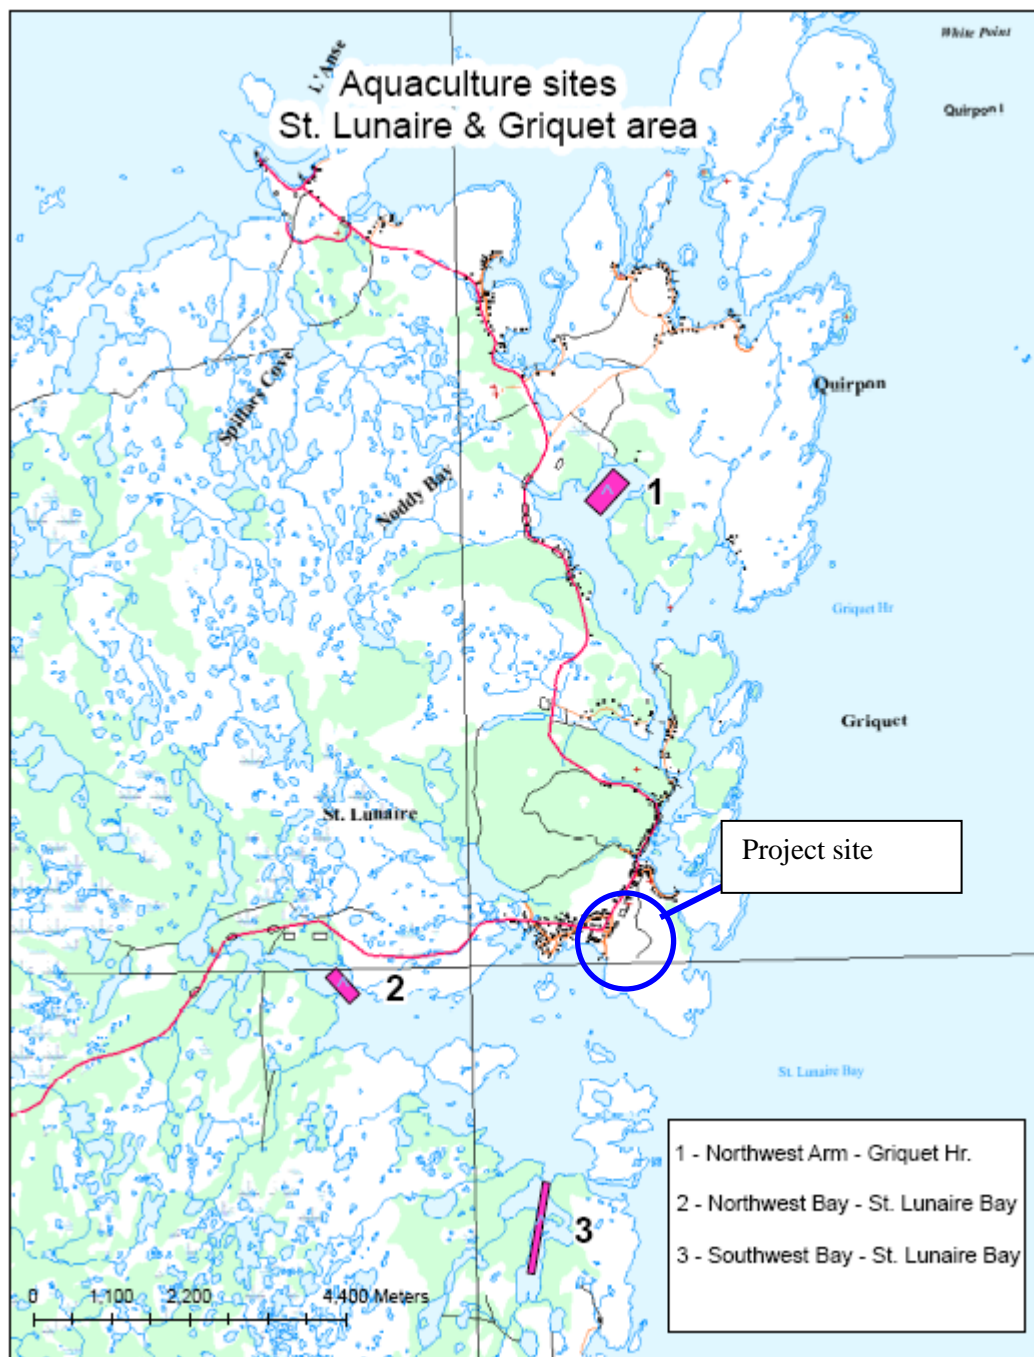 White Point
L'Anse
Aquaculture sites
St. Lunaire & Griquet area
Quirpon I
Spillars Cove
Quirpon
Noddy Bay
1
Griquet Hr
Griquet
St. Lunaire
Project site
2
St. Lunaire Bay
1 - Northwest Arm - Griquet Hr.
2 - Northwest Bay - St. Lunaire Bay
3
3 - Southwest Bay - St. Lunaire Bay
0 1,100 2,200 4,400 Meters